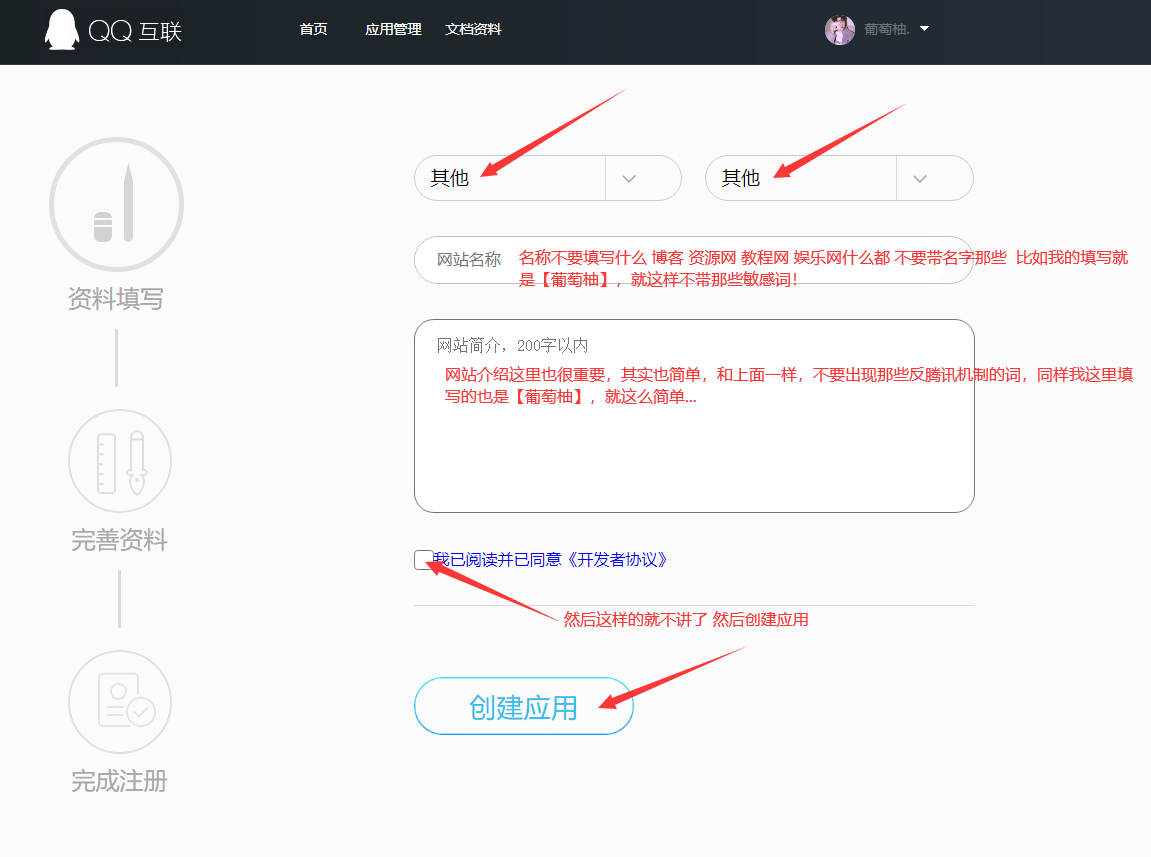 QQ 互联 首页 应用管理 文档资料 葡萄柚.
其他 其他
网站名称
名称不要填写什么 博客 资源网 教程网 娱乐网什么都 不要带名字那些 比如我的填写就
是【葡萄柚】，就这样不带那些敏感词！
资料填写
网站简介，200字以内
网站介绍这里也很重要，其实也简单，和上面一样，不要出现那些反腾讯机制的词，同样我这里填
写的也是【葡萄柚】，就这么简单...
完善资料
我已阅读并已同意《开发者协议》
然后这样的就不讲了 然后创建应用
创建应用
完成注册